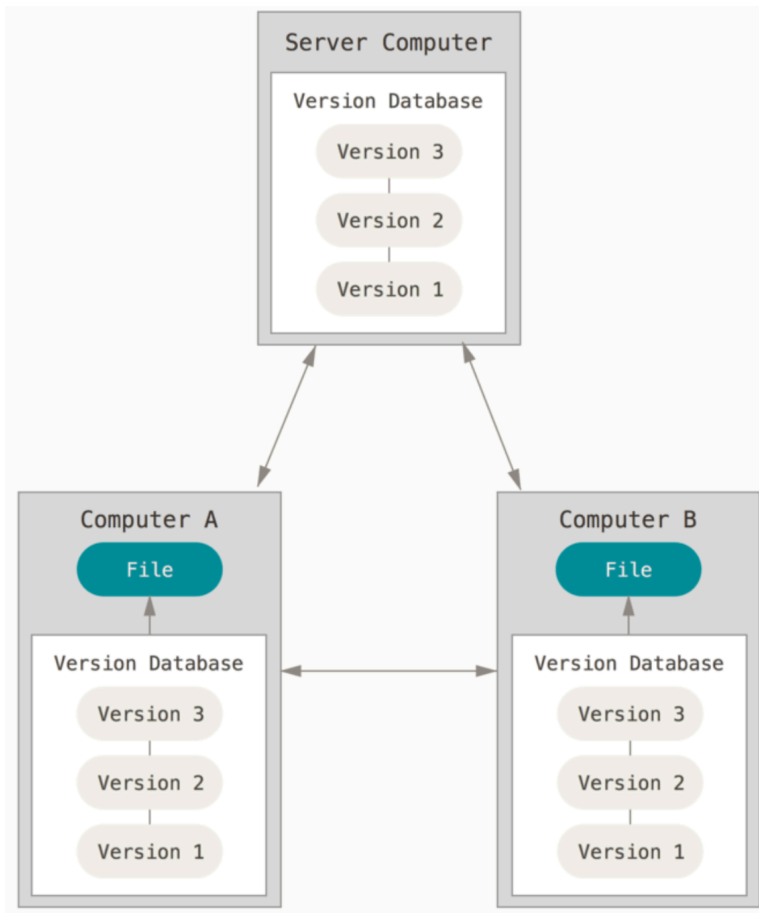 Server Computer
Version Database
Version 3
Version 2
Version 1
Computer A
File
Version Database
Version 3
Version 2
Version 1
Computer B
File
Version Database
Version 3
Version 2
Version 1